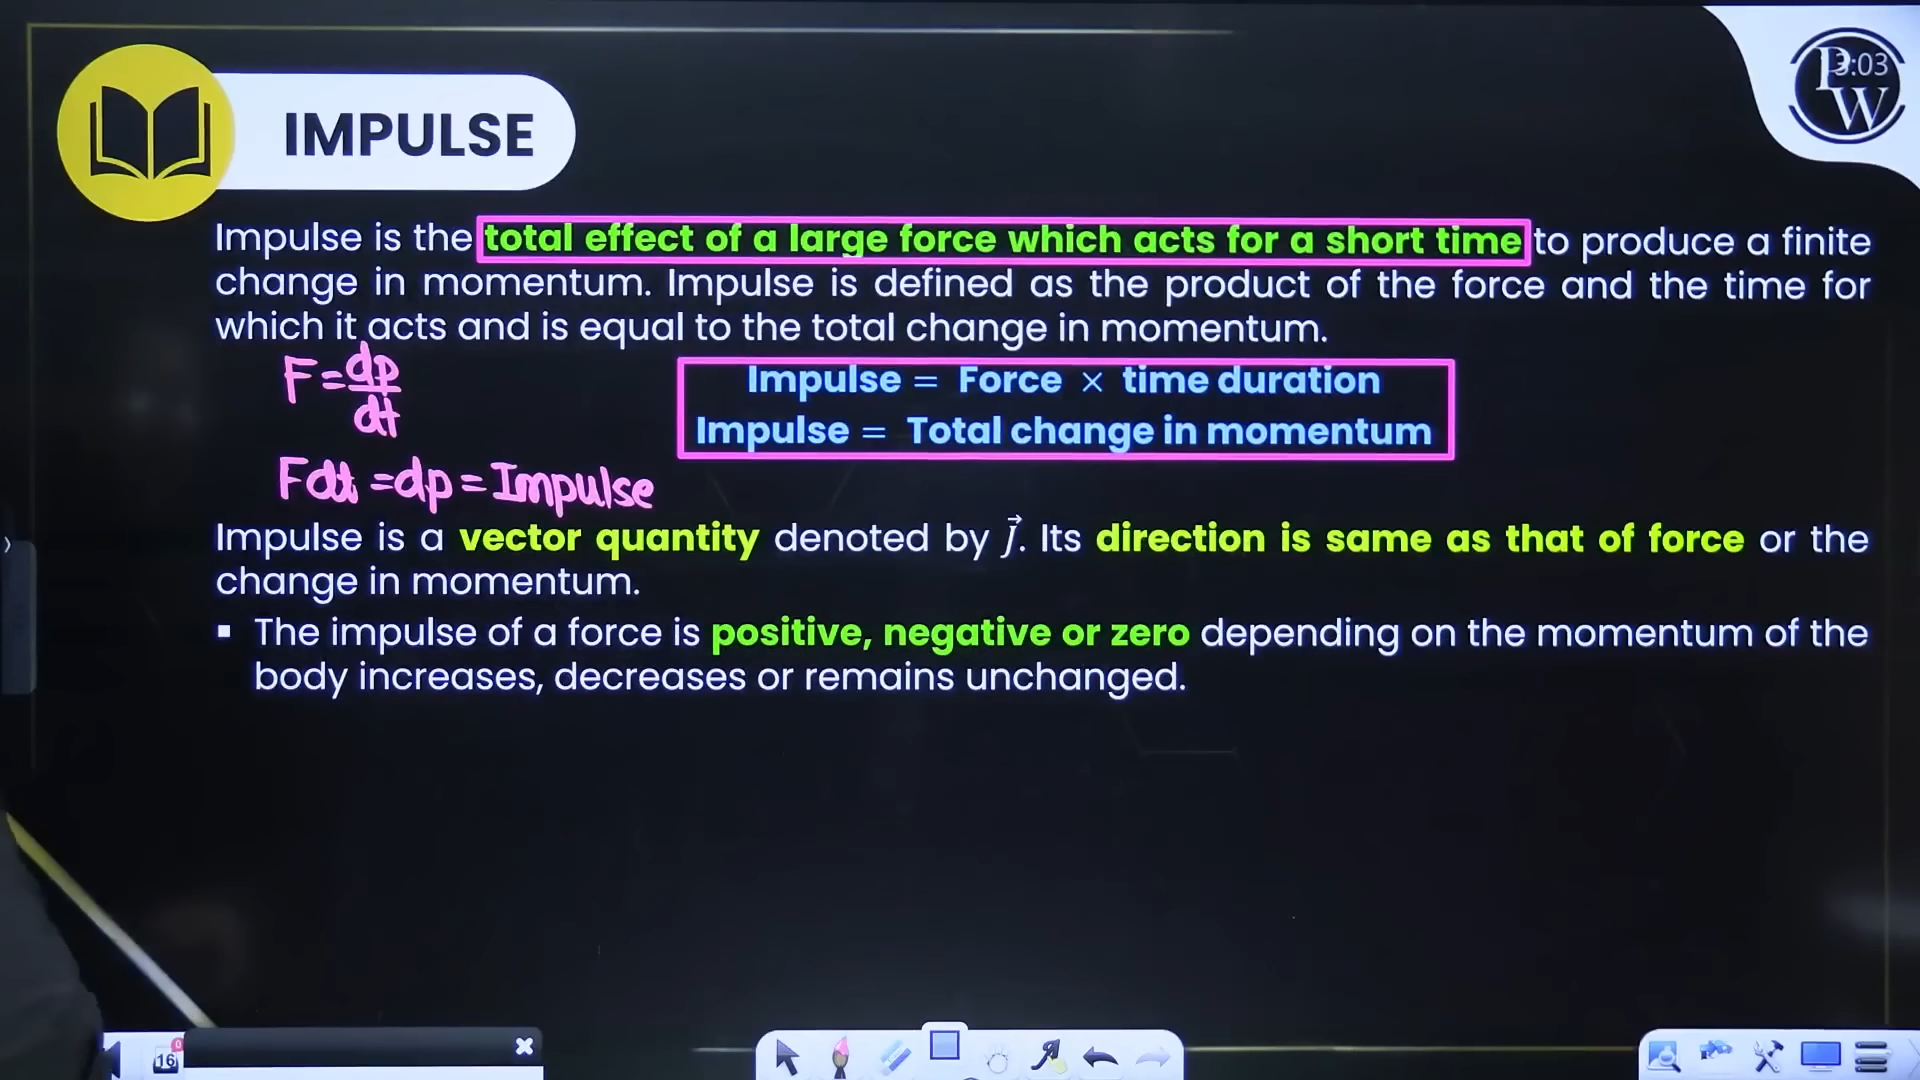 IMPULSE
PW
3:03
Impulse is the total effect of a large force which acts for a short time to produce a finite
change in momentum. Impulse is defined as the product of the force and the time for
which it acts and is equal to the total change in momentum.
F = dp/dt
Impulse = Force × time duration
Impulse = Total change in momentum
Fdt = dp = Impulse
Impulse is a vector quantity denoted by J⃗. Its direction is same as that of force or the
change in momentum.
▪ The impulse of a force is positive, negative or zero depending on the momentum of the
body increases, decreases or remains unchanged.
16
0